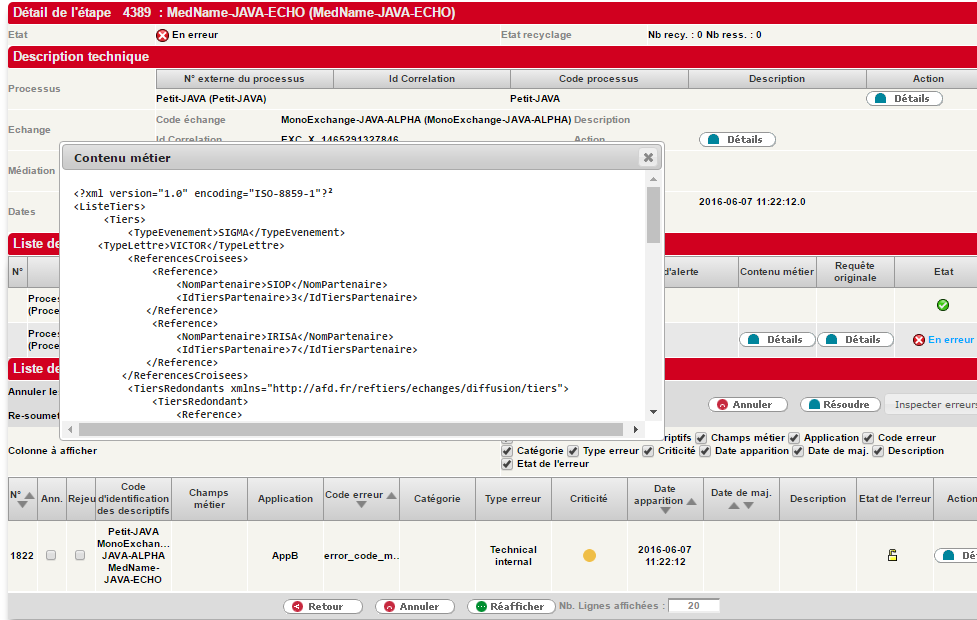 Détail de l'étape 4389 : MedName-JAVA-ECHO (MedName-JAVA-ECHO)
Etat En erreur Etat recyclage Nb recy. : 0 Nb ress. : 0
Description technique
Processus
N° externe du processus Id Correlation Code processus Description Action
Petit-JAVA (Petit-JAVA) Petit-JAVA Détails
Echange
Code échange MonoExchange-JAVA-ALPHA (MonoExchange-JAVA-ALPHA) Description
Id Correlation EXC_X_1465291327846 Action Détails
Médiation
Dates 2016-06-07 11:22:12.0
Contenu métier
<?xml version="1.0" encoding="ISO-8859-1"?²
<ListeTiers>
<Tiers>
<TypeEvenement>SIGMA</TypeEvenement>
<TypeLettre>VICTOR</TypeLettre>
<ReferencesCroisees>
<Reference>
<NomPartenaire>SIOP</NomPartenaire>
<IdTiersPartenaire>3</IdTiersPartenaire>
</Reference>
<Reference>
<NomPartenaire>IRISA</NomPartenaire>
<IdTiersPartenaire>7</IdTiersPartenaire>
</Reference>
</ReferencesCroisees>
<TiersRedondants xmlns="http://afd.fr/reftiers/echanges/diffusion/tiers">
<TiersRedondant>
<Reference>
Liste de
N° d'alerte Contenu métier Requête originale Etat
Proces
(Proce
Proces
(Proce Détails Détails En erreur
Liste de
Annuler le Annuler Résoudre Inspecter erreurs
Re-soumet
Colonne à afficher
riptifs Champs métier Application Code erreur
Catégorie Type erreur Criticité Date apparition Date de maj. Description
Etat de l'erreur
N° Ann. Rejeu Code d'identification des descriptifs Champs métier Application Code erreur Catégorie Type erreur Criticité Date apparition Date de maj. Description Etat de l'erreur Action
1822 Petit-JAVA MonoExchan... JAVA-ALPHA MedName-JAVA-ECHO AppB error_code_m.. Technical internal 2016-06-07 11:22:12 Dé
Retour Annuler Réafficher Nb. Lignes affichées : 20